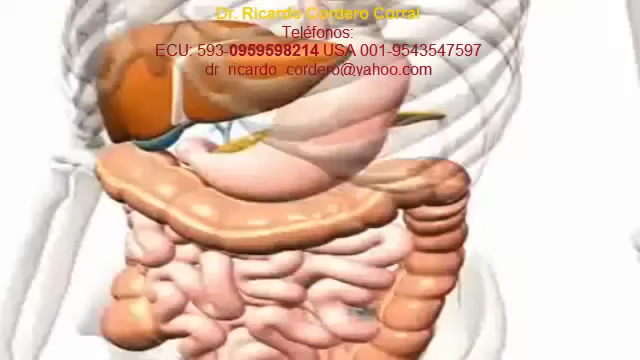 Dr. Ricardo Cordero Corral
Teléfonos:
ECU: 593-0959598214 USA 001-9543547597
dr_ricardo_cordero@yahoo.com